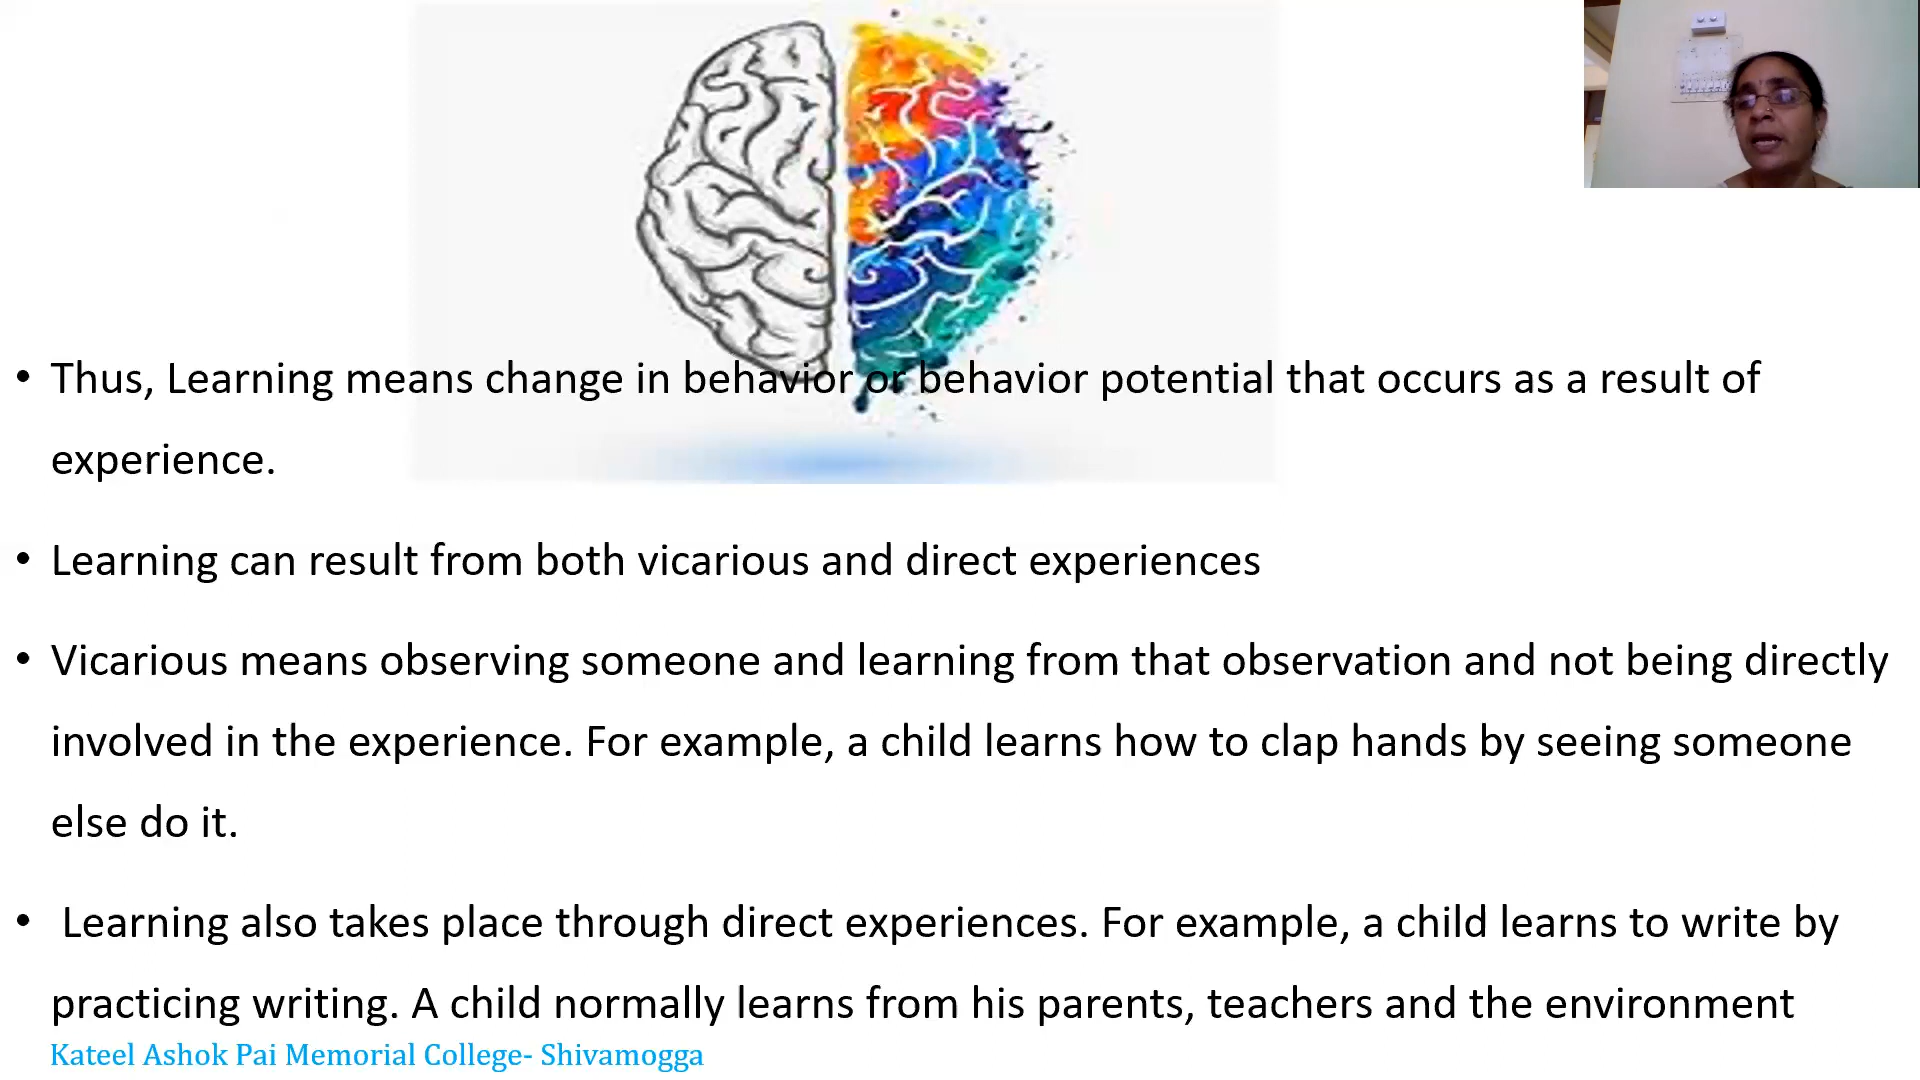 • Thus, Learning means change in behavior or behavior potential that occurs as a result of
experience.
• Learning can result from both vicarious and direct experiences
• Vicarious means observing someone and learning from that observation and not being directly
involved in the experience. For example, a child learns how to clap hands by seeing someone
else do it.
• Learning also takes place through direct experiences. For example, a child learns to write by
practicing writing. A child normally learns from his parents, teachers and the environment
Kateel Ashok Pai Memorial College- Shivamogga